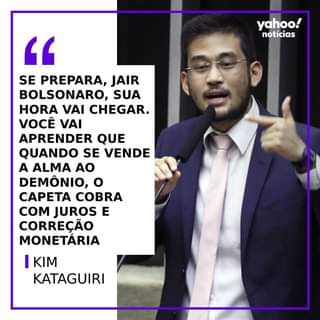 yahoo!
notícias
SE PREPARA, JAIR
BOLSONARO, SUA
HORA VAI CHEGAR.
VOCÊ VAI
APRENDER QUE
QUANDO SE VENDE
A ALMA AO
DEMÔNIO, O
CAPETA COBRA
COM JUROS E
CORREÇÃO
MONETÁRIA
KIM
KATAGUIRI